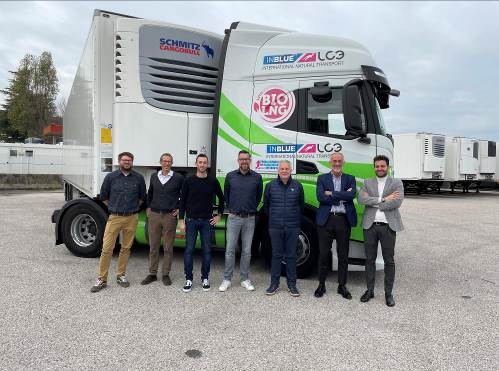 SCHMITZ
CARGOBULL
INBLUE LC3
INTERNATIONAL NATURAL TRANSPORT
BIO
LNG
INBLUE LC3
INTERNATIONAL NATURAL TRANSPORT